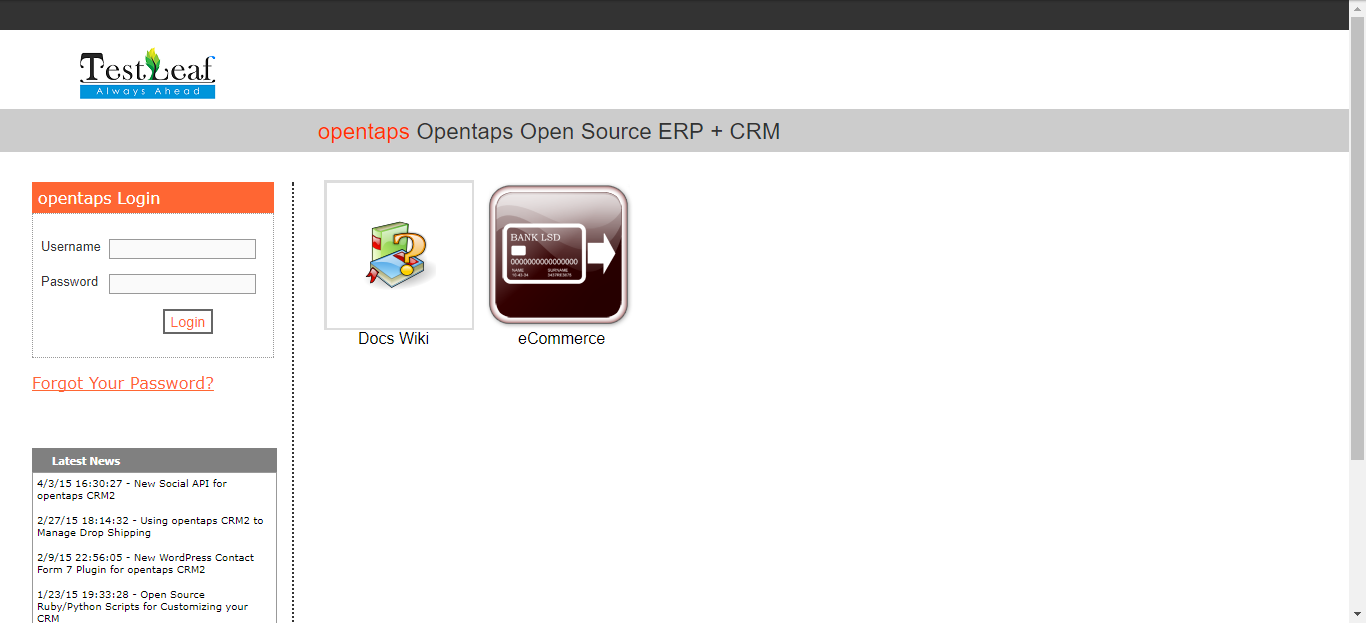 TestLeaf
Always Ahead
opentaps Opentaps Open Source ERP + CRM
opentaps Login
Username
Password
Login
Forgot Your Password?
BANK LSD
0000000000000000
NAME SURNAME
Docs Wiki
eCommerce
Latest News
4/3/15 16:30:27 - New Social API for
opentaps CRM2
2/27/15 18:14:32 - Using opentaps CRM2 to
Manage Drop Shipping
2/9/15 22:56:05 - New WordPress Contact
Form 7 Plugin for opentaps CRM2
1/23/15 19:33:28 - Open Source
Ruby/Python Scripts for Customizing your
CRM